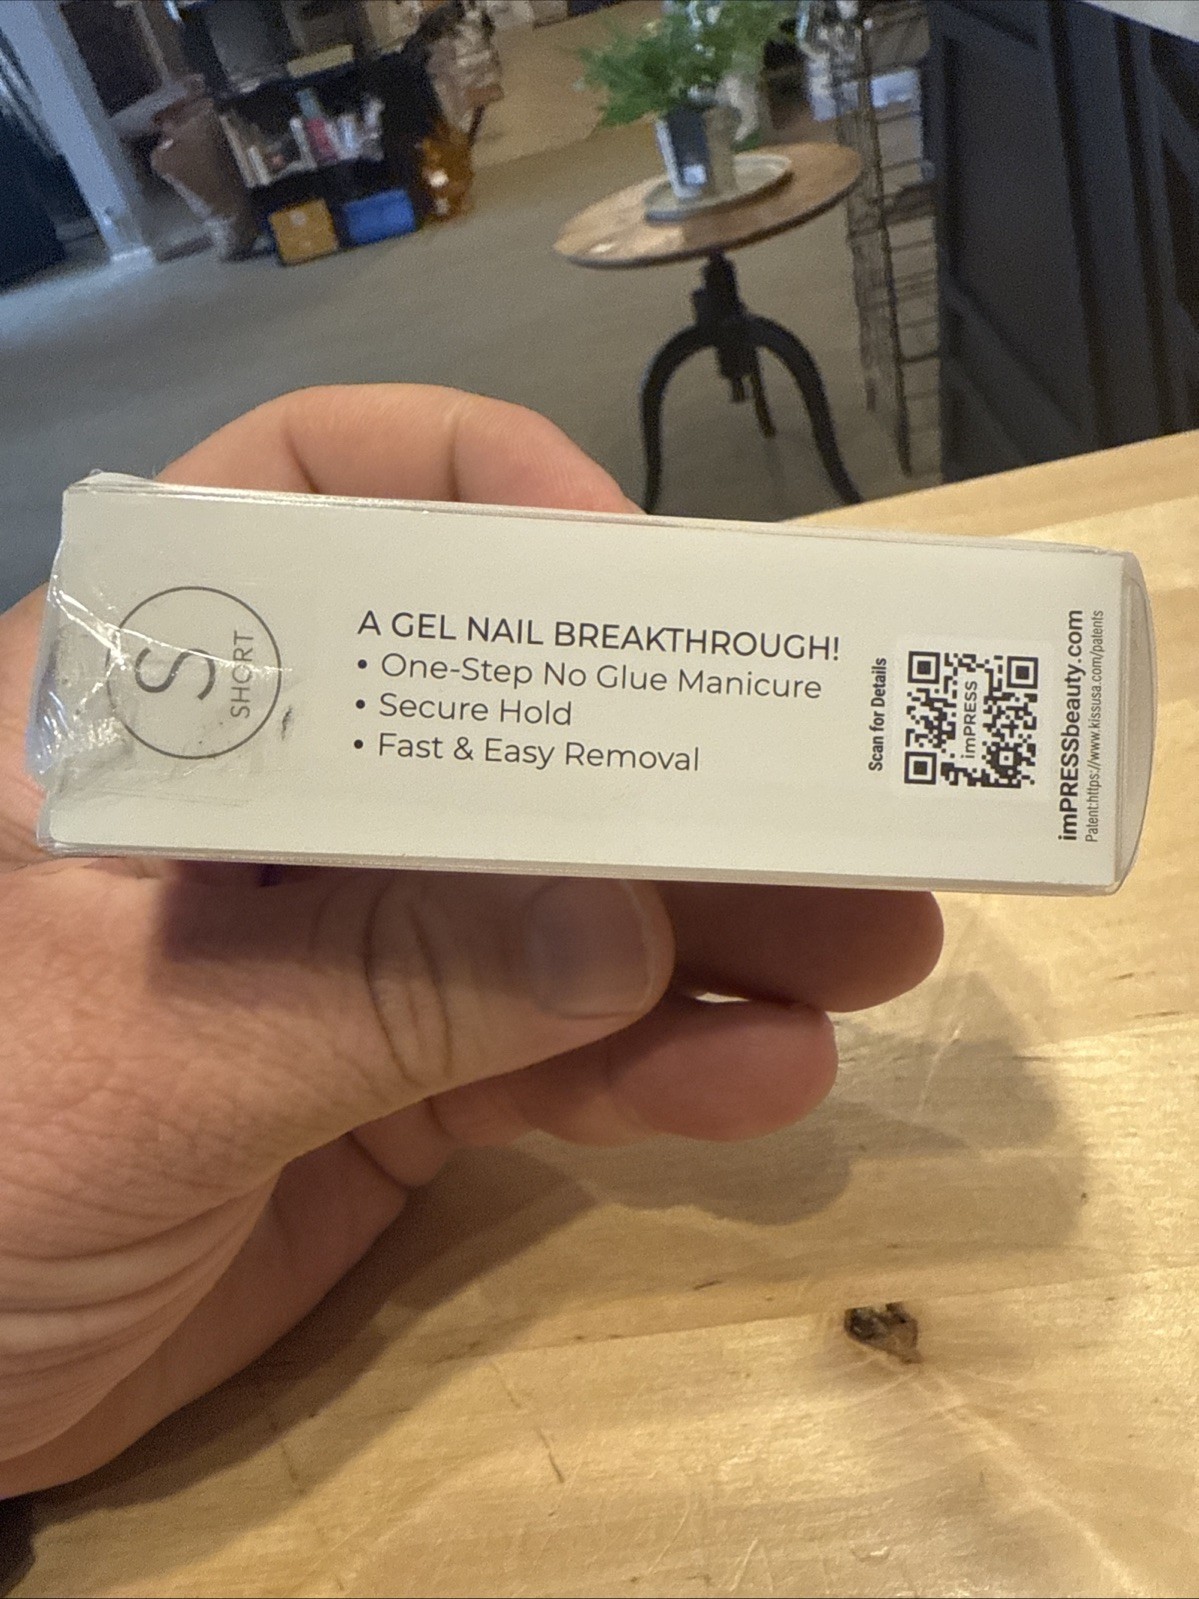 S
SHORT
A GEL NAIL BREAKTHROUGH!
• One-Step No Glue Manicure
• Secure Hold
• Fast & Easy Removal
Scan for Details
imPRESS
imPRESSbeauty.com
Patent:https://www.kissusa.com/patents